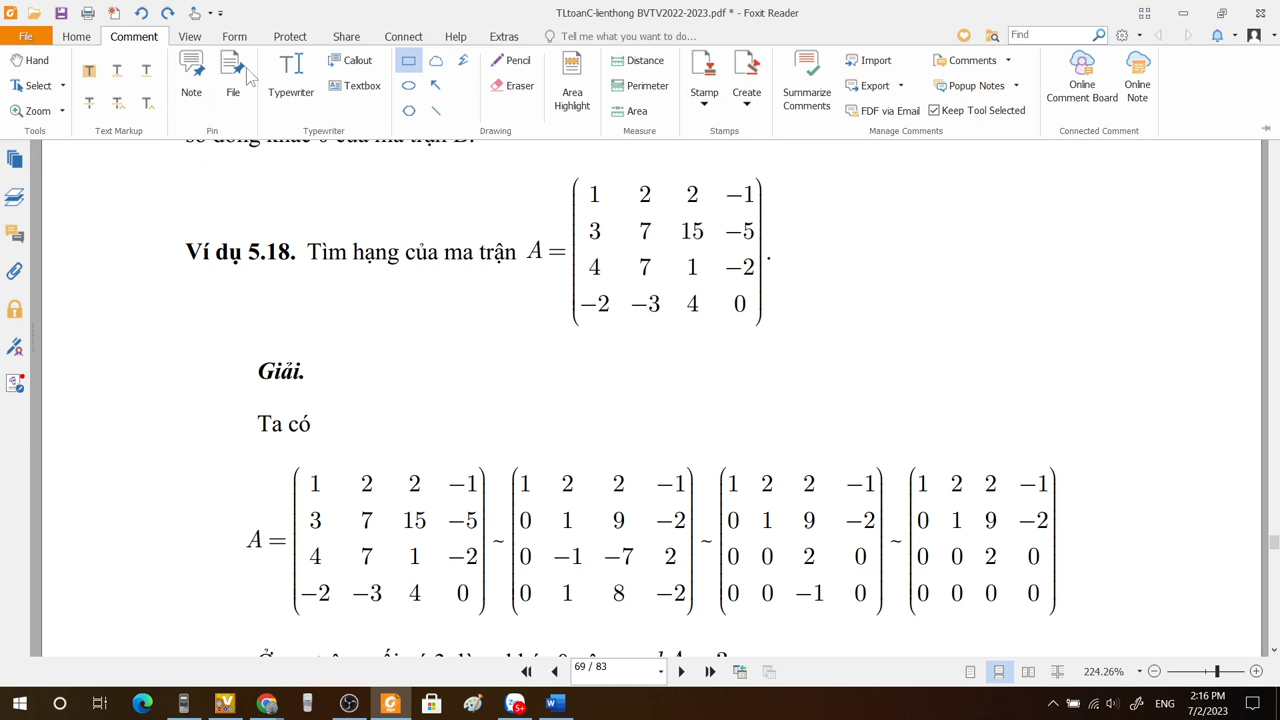 TLtoanC-lienthong BVTV2022-2023.pdf * - Foxit Reader
File Home Comment View Form Protect Share Connect Help Extras Tell me what you want to do... Find
Hand
Select
Zoom
Tools
Text Markup
Note
File
Pin
Typewriter
Callout
Textbox
Typewriter
Pencil
Eraser
Drawing
Area Highlight
Distance
Perimeter
Area
Measure
Stamp
Create
Stamps
Summarize Comments
Import
Export
FDF via Email
Comments
Popup Notes
Keep Tool Selected
Manage Comments
Online Comment Board
Online Note
Connected Comment
Ví dụ 5.18. Tìm hạng của ma trận A =
1 2 2 −1
3 7 15 −5
4 7 1 −2
−2 −3 4 0
.
Giải.
Ta có
A =
1 2 2 −1
3 7 15 −5
4 7 1 −2
−2 −3 4 0
~
1 2 2 −1
0 1 9 −2
0 −1 −7 2
0 1 8 −2
~
1 2 2 −1
0 1 9 −2
0 0 2 0
0 0 −1 0
~
1 2 2 −1
0 1 9 −2
0 0 2 0
0 0 0 0
69 / 83
224.26%
5+
ENG
2:16 PM
7/2/2023